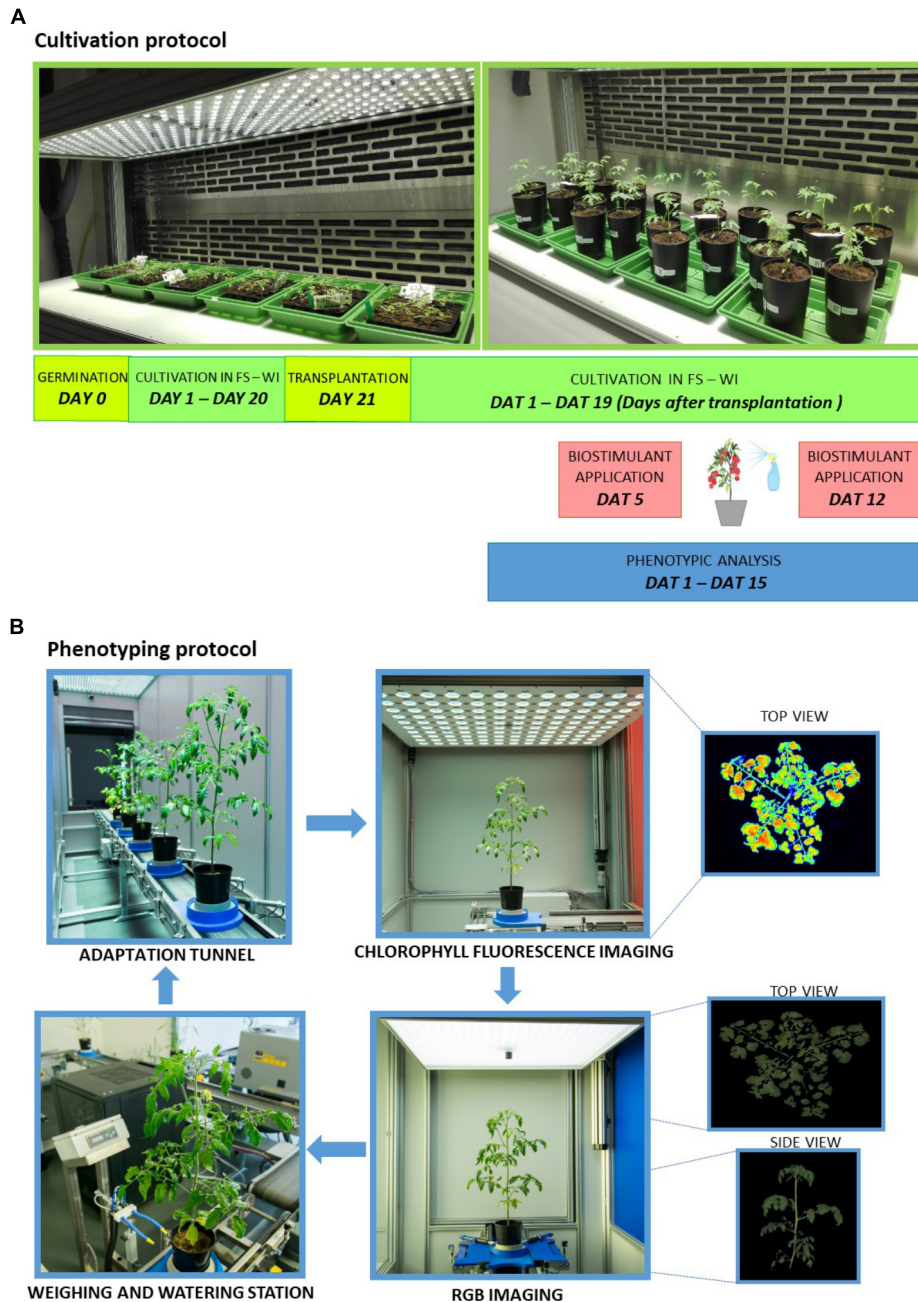 A
Cultivation protocol
GERMINATION
DAY 0
CULTIVATION IN FS – WI
DAY 1 – DAY 20
TRANSPLANTATION
DAY 21
CULTIVATION IN FS – WI
DAT 1 – DAT 19 (Days after transplantation )
BIOSTIMULANT
APPLICATION
DAT 5
BIOSTIMULANT
APPLICATION
DAT 12
PHENOTYPIC ANALYSIS
DAT 1 – DAT 15
B
Phenotyping protocol
ADAPTATION TUNNEL
CHLOROPHYLL FLUORESCENCE IMAGING
TOP VIEW
WEIGHING AND WATERING STATION
RGB IMAGING
TOP VIEW
SIDE VIEW